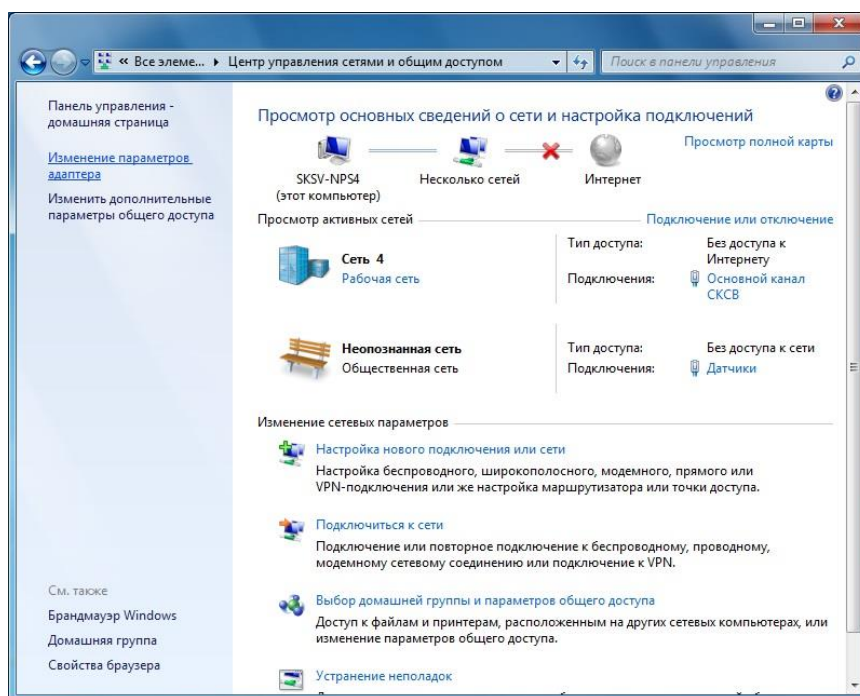 « Все элеме... ▸ Центр управления сетями и общим доступом
Поиск в панели управления
Панель управления -
домашняя страница
Изменение параметров
адаптера
Изменить дополнительные
параметры общего доступа
См. также
Брандмауэр Windows
Домашняя группа
Свойства браузера
Просмотр основных сведений о сети и настройка подключений
Просмотр полной карты
SKSV-NPS4
(этот компьютер)
Несколько сетей
Интернет
Просмотр активных сетей
Подключение или отключение
Сеть 4
Рабочая сеть
Тип доступа: Без доступа к
Интернету
Подключения: Основной канал
СКСВ
Неопознанная сеть
Общественная сеть
Тип доступа: Без доступа к сети
Подключения: Датчики
Изменение сетевых параметров
Настройка нового подключения или сети
Настройка беспроводного, широкополосного, модемного, прямого или
VPN-подключения или же настройка маршрутизатора или точки доступа.
Подключиться к сети
Подключение или повторное подключение к беспроводному, проводному,
модемному сетевому соединению или подключение к VPN.
Выбор домашней группы и параметров общего доступа
Доступ к файлам и принтерам, расположенным на других сетевых компьютерах, или
изменение параметров общего доступа.
Устранение неполадок